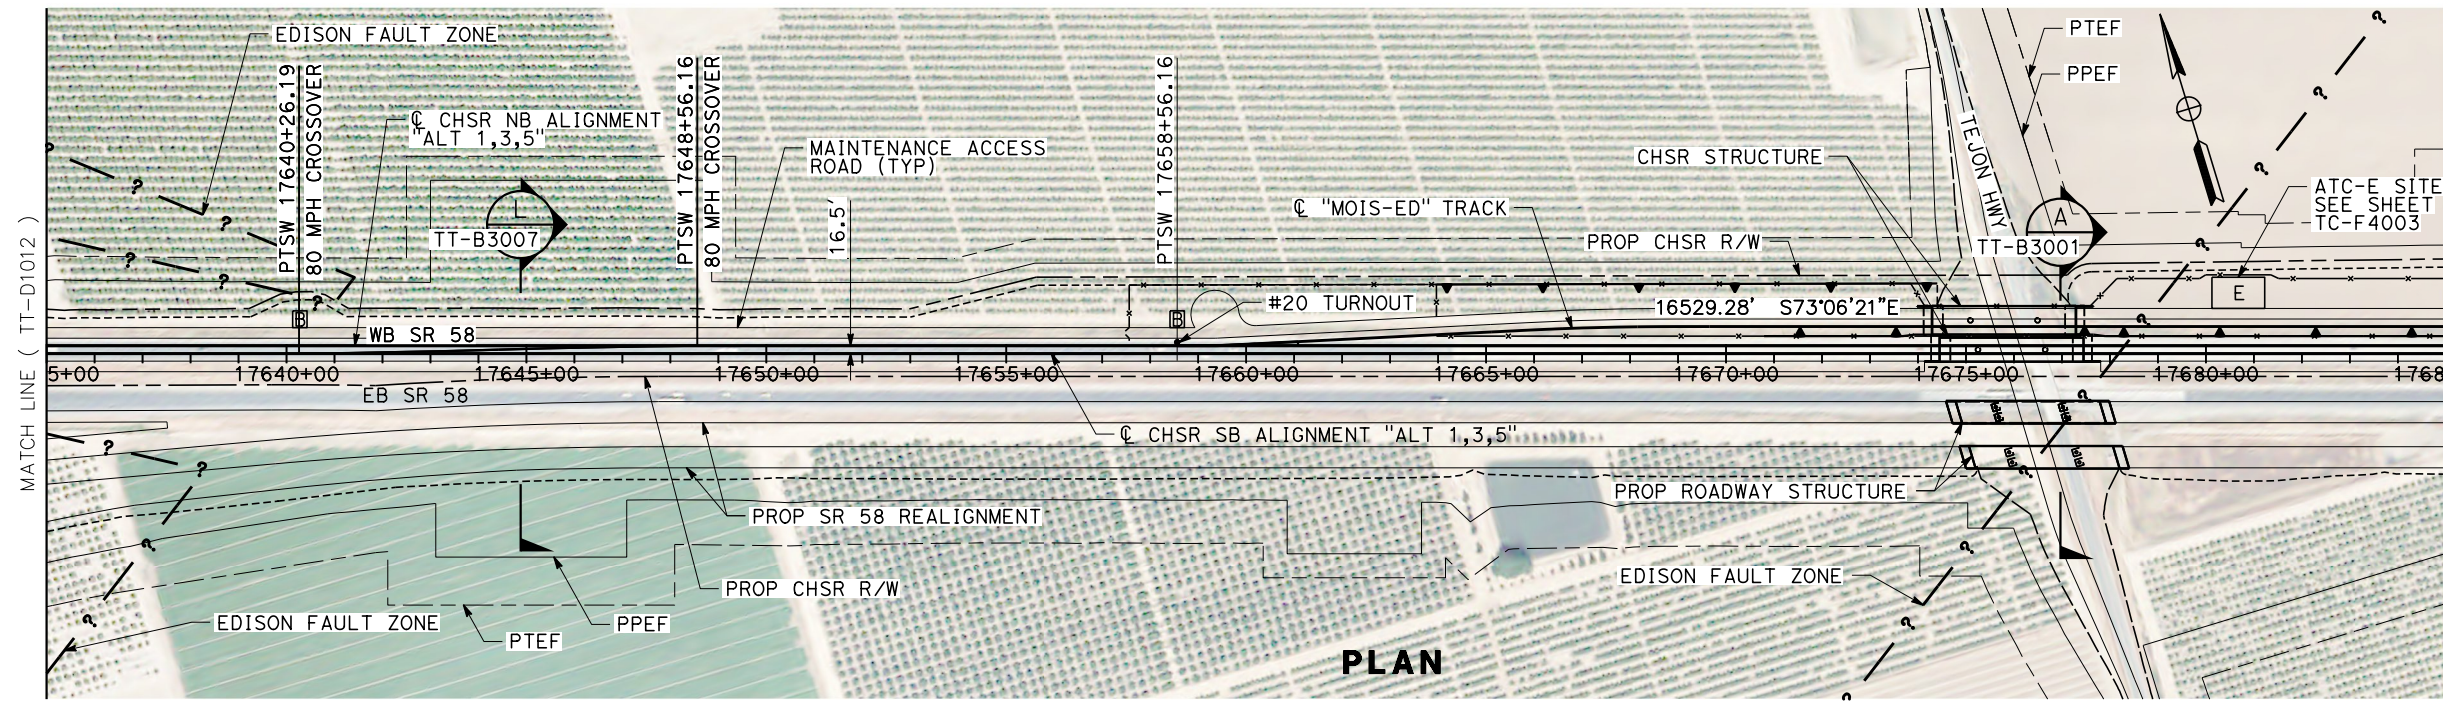 EDISON FAULT ZONE
PTSW 17640+26.19
80 MPH CROSSOVER
℄ CHSR NB ALIGNMENT
"ALT 1,3,5"
PTSW 17648+56.16
80 MPH CROSSOVER
MAINTENANCE ACCESS
ROAD (TYP)
16.5'
PTSW 17658+56.16
L
TT-B3007
℄ "MOIS-ED" TRACK
CHSR STRUCTURE
PROP CHSR R/W
#20 TURNOUT
16529.28' S73°06'21"E
TEJON HWY
PTEF
PPEF
A
TT-B3001
ATC-E SITE
SEE SHEET
TC-F4003
E
B
B
WB SR 58
MATCH LINE ( TT-D1012 )
5+00
17640+00
17645+00
17650+00
17655+00
17660+00
17665+00
17670+00
17675+00
17680+00
1768
EB SR 58
℄ CHSR SB ALIGNMENT "ALT 1,3,5"
PROP SR 58 REALIGNMENT
PROP ROADWAY STRUCTURE
PROP CHSR R/W
EDISON FAULT ZONE
EDISON FAULT ZONE
PTEF
PPEF
PLAN